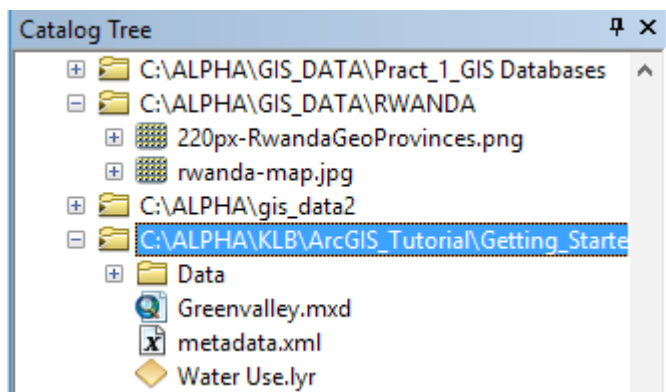 Catalog Tree
C:\ALPHA\GIS_DATA\Pract_1_GIS Databases
C:\ALPHA\GIS_DATA\RWANDA
220px-RwandaGeoProvinces.png
rwanda-map.jpg
C:\ALPHA\gis_data2
C:\ALPHA\KLB\ArcGIS_Tutorial\Getting_Starte
Data
Greenvalley.mxd
metadata.xml
Water Use.lyr